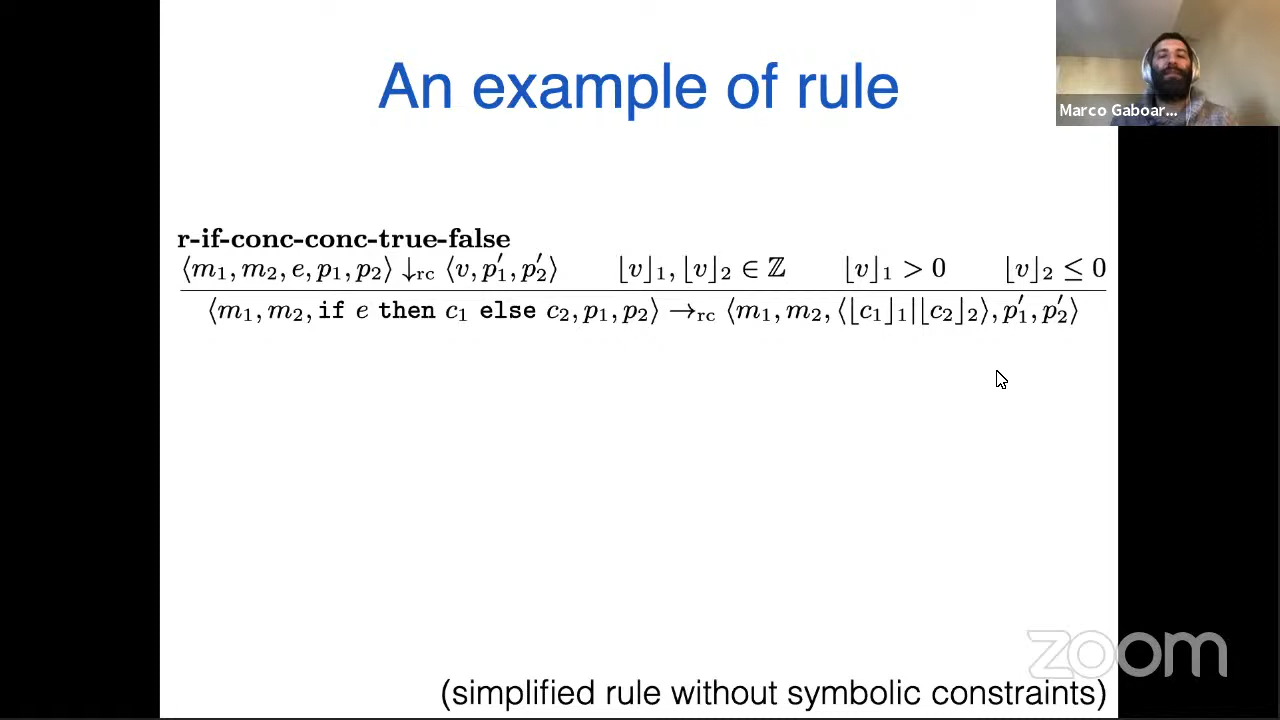 An example of rule
Marco Gaboar...
r-if-conc-conc-true-false
⟨m₁, m₂, e, p₁, p₂⟩ ↓rc ⟨v, p′₁, p′₂⟩ ⌊v⌋₁, ⌊v⌋₂ ∈ ℤ ⌊v⌋₁ > 0 ⌊v⌋₂ ≤ 0
⟨m₁, m₂, if e then c₁ else c₂, p₁, p₂⟩ →rc ⟨m₁, m₂, ⟨⌊c₁⌋₁|⌊c₂⌋₂⟩, p′₁, p′₂⟩
zoom
(simplified rule without symbolic constraints)